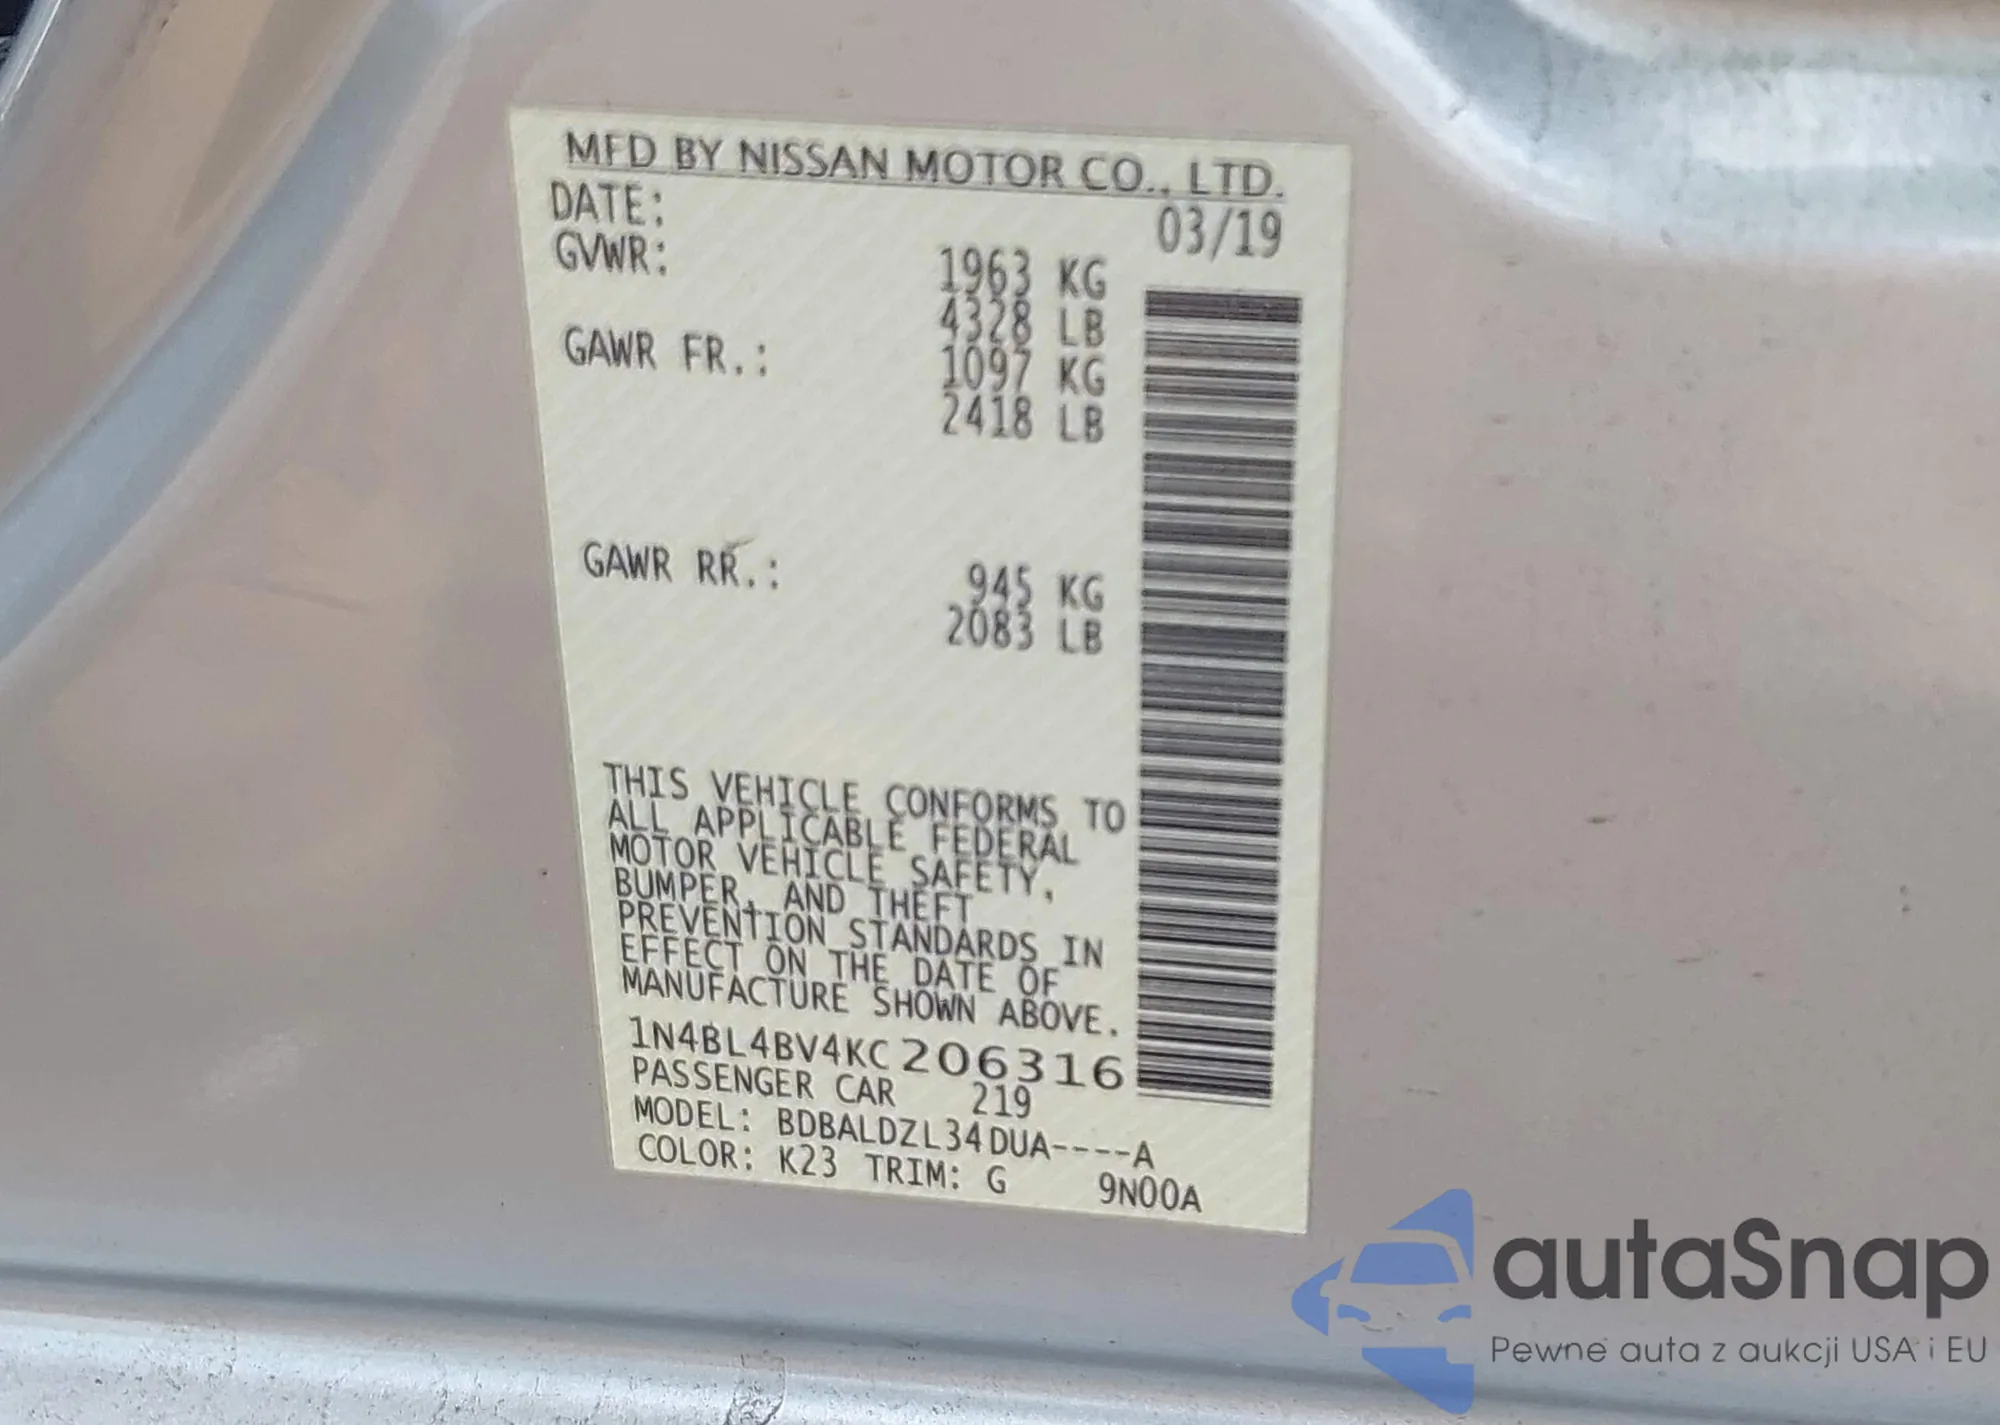 MFD BY NISSAN MOTOR CO., LTD.
DATE: 03/19
GVWR: 1963 KG
4328 LB
GAWR FR.: 1097 KG
2418 LB
GAWR RR.: 945 KG
2083 LB
THIS VEHICLE CONFORMS TO
ALL APPLICABLE FEDERAL
MOTOR VEHICLE SAFETY,
BUMPER, AND THEFT
PREVENTION STANDARDS IN
EFFECT ON THE DATE OF
MANUFACTURE SHOWN ABOVE.
1N4BL4BV4KC206316
PASSENGER CAR 219
MODEL: BDBALDZL34DUA----A
COLOR: K23 TRIM: G 9N00A
autaSnap
Pewne auta z aukcji USA i EU